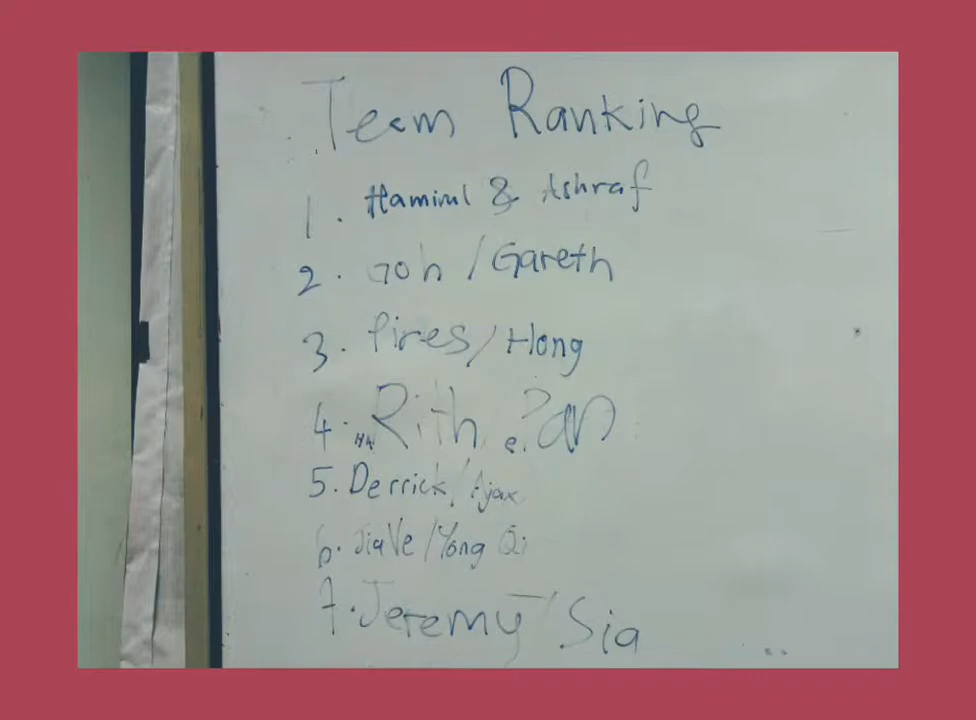 Team Ranking
1. Hamirul & Ashraf
2. Goh / Gareth
3. Pires / Hong
4. Rith
5. Derrick / Ajax
6. JiaVe / Yong Qi
7. Jeremy / Sia